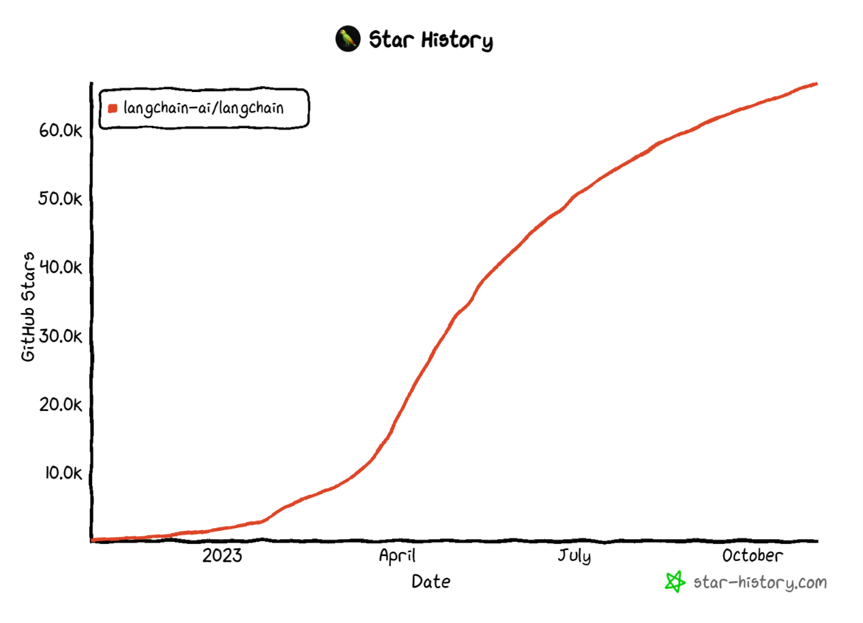 Star History
langchain-ai/langchain
60.0k
50.0k
40.0k
30.0k
20.0k
10.0k
GitHub Stars
2023 April July October
Date
star-history.com